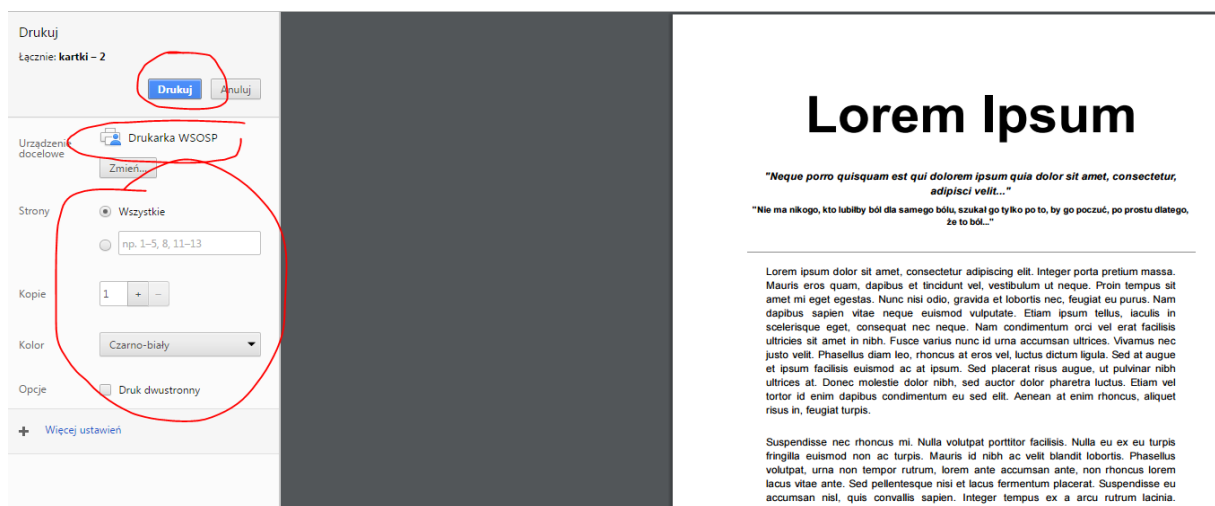 Drukuj
Łącznie: kartki – 2
Drukuj Anuluj
Urządzenie docelowe
Drukarka WSOSP
Zmień...
Strony
Wszystkie
np. 1–5, 8, 11–13
Kopie
1 + −
Kolor
Czarno-biały
Opcje
Druk dwustronny
+ Więcej ustawień
Lorem Ipsum
"Neque porro quisquam est qui dolorem ipsum quia dolor sit amet, consectetur,
adipisci velit..."
"Nie ma nikogo, kto lubiłby ból dla samego bólu, szukał go tylko po to, by go poczuć, po prostu dlatego,
że to ból..."
Lorem ipsum dolor sit amet, consectetur adipiscing elit. Integer porta pretium massa.
Mauris eros quam, dapibus et tincidunt vel, vestibulum ut neque. Proin tempus sit
amet mi eget egestas. Nunc nisi odio, gravida et lobortis nec, feugiat eu purus. Nam
dapibus sapien vitae neque euismod vulputate. Etiam ipsum tellus, iaculis in
scelerisque eget, consequat nec neque. Nam condimentum orci vel erat facilisis
ultricies sit amet in nibh. Fusce varius nunc id urna accumsan ultrices. Vivamus nec
justo velit. Phasellus diam leo, rhoncus at eros vel, luctus dictum ligula. Sed at augue
et ipsum facilisis euismod ac at ipsum. Sed placerat risus augue, ut pulvinar nibh
ultrices at. Donec molestie dolor nibh, sed auctor dolor pharetra luctus. Etiam vel
tortor id enim dapibus condimentum eu sed elit. Aenean at enim rhoncus, aliquet
risus in, feugiat turpis.
Suspendisse nec rhoncus mi. Nulla volutpat porttitor facilisis. Nulla eu ex eu turpis
fringilla euismod non ac turpis. Mauris id nibh ac velit blandit lobortis. Phasellus
volutpat, urna non tempor rutrum, lorem ante accumsan ante, non rhoncus lorem
lacus vitae ante. Sed pellentesque nisi et lacus fermentum placerat. Suspendisse eu
accumsan nisl, quis convallis sapien. Integer tempus ex a arcu rutrum lacinia.